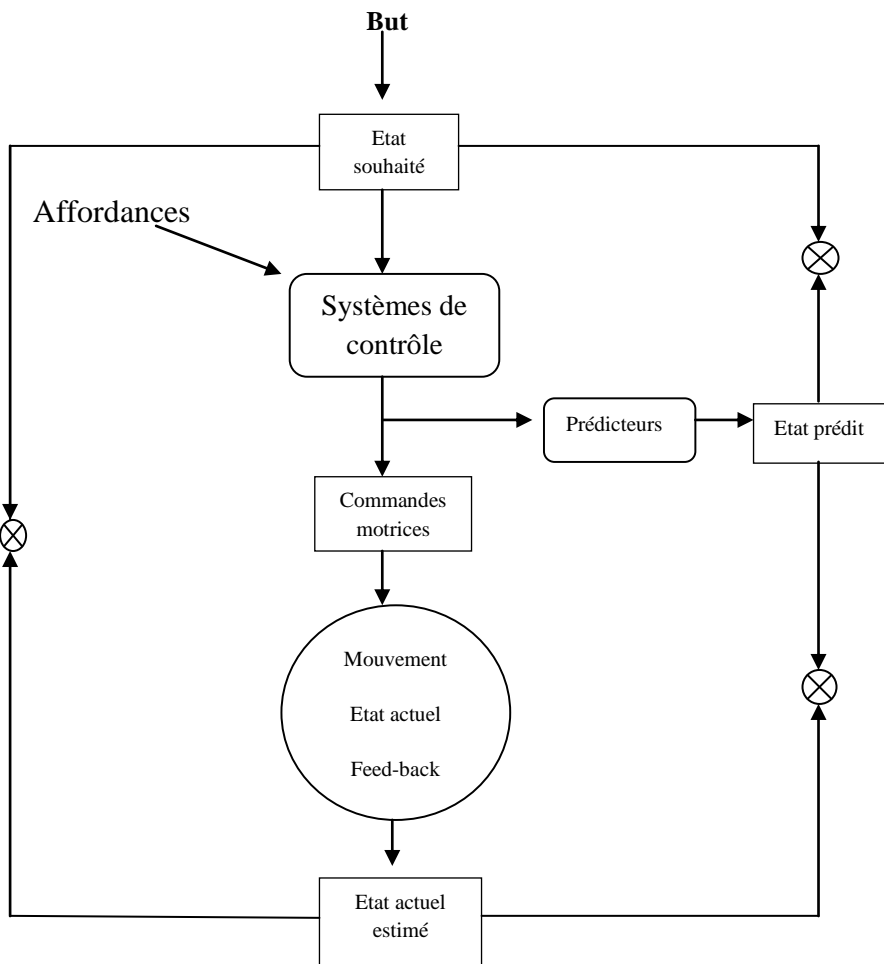 But
Etat
souhaité
Affordances
Systèmes de
contrôle
Prédicteurs
Etat prédit
Commandes
motrices
Mouvement
Etat actuel
Feed-back
Etat actuel
estimé